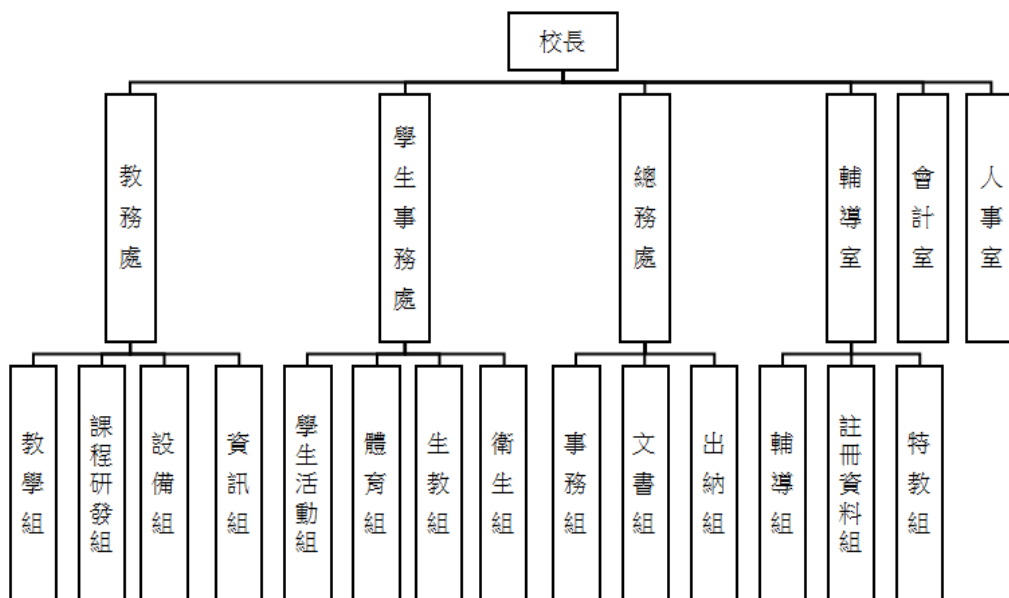 校長
教務處
學生事務處
總務處
輔導室
會計室
人事室
教學組
課程研發組
設備組
資訊組
學生活動組
體育組
生教組
衛生組
事務組
文書組
出納組
輔導組
註冊資料組
特教組